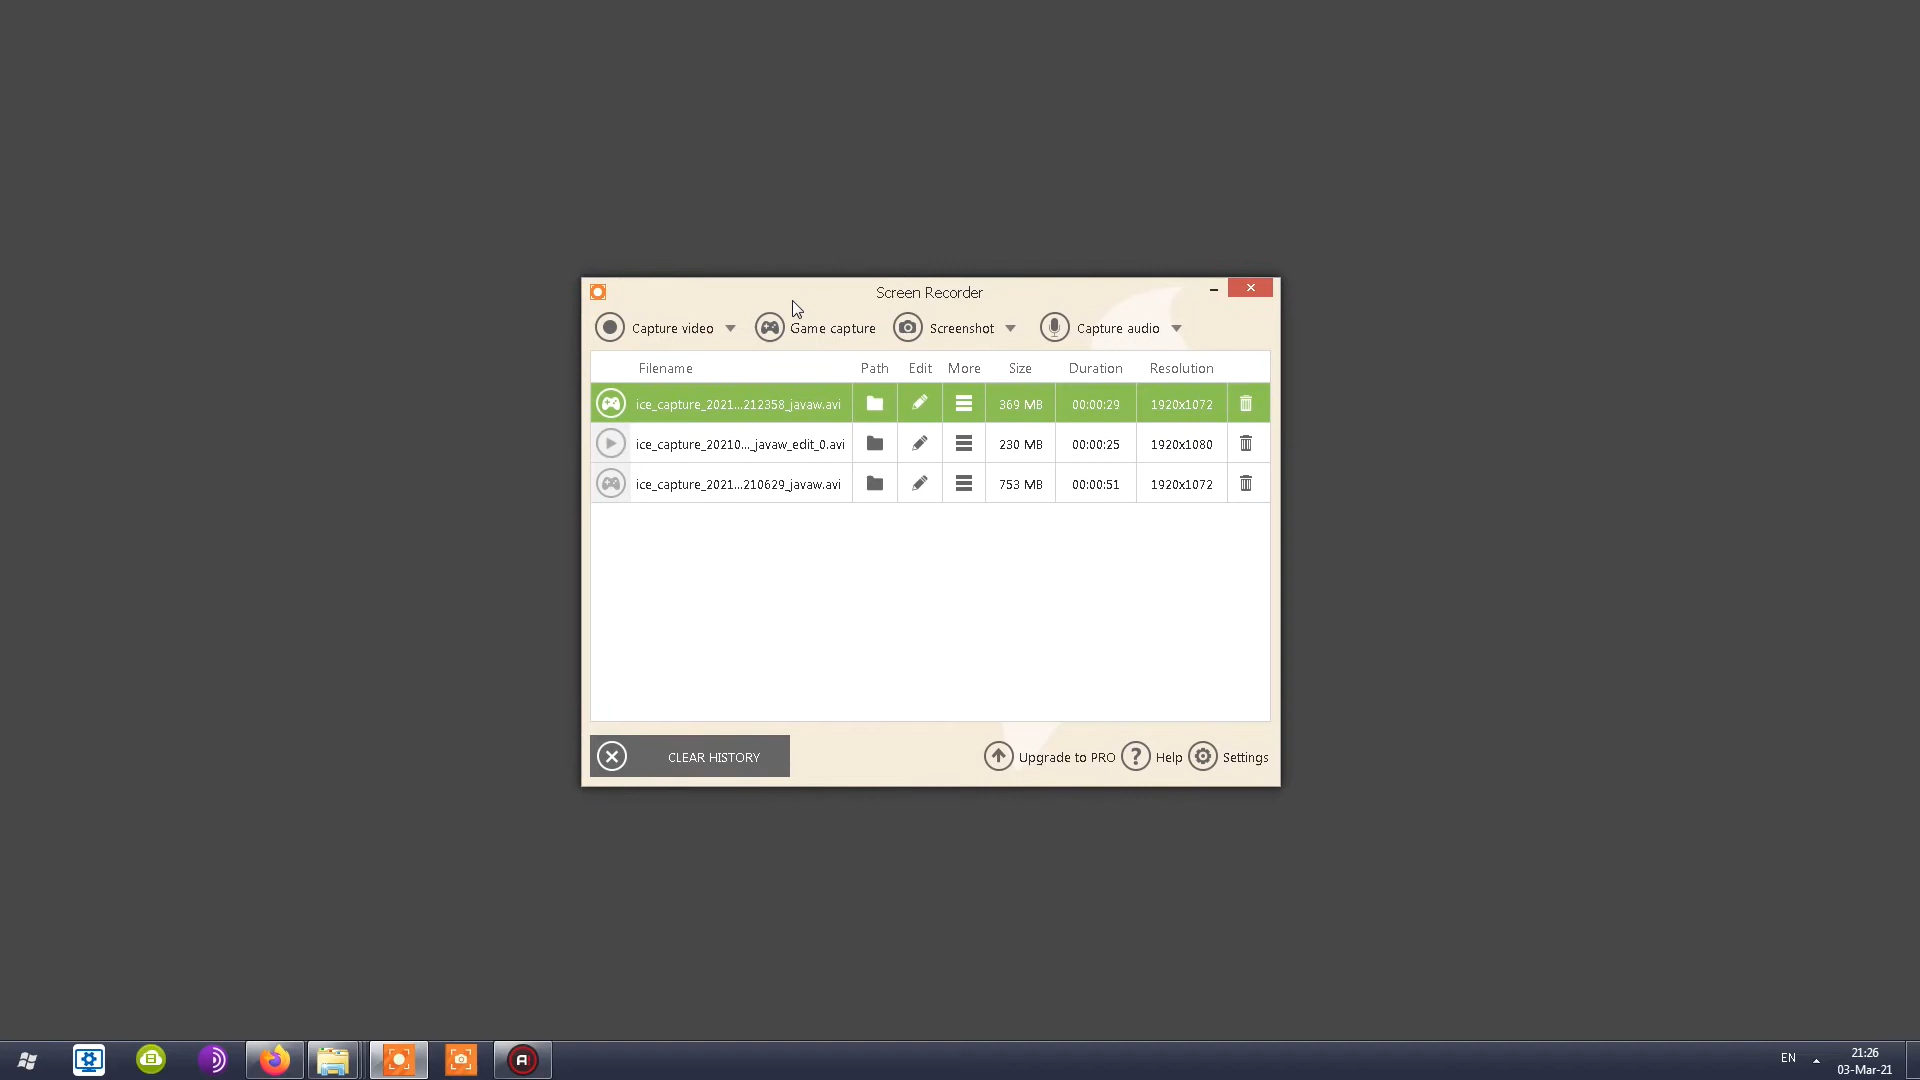 Screen Recorder
Capture video Game capture Screenshot Capture audio
Filename Path Edit More Size Duration Resolution
ice_capture_2021...212358_javaw.avi 369 MB 00:00:29 1920x1072
ice_capture_20210..._javaw_edit_0.avi 230 MB 00:00:25 1920x1080
ice_capture_2021...210629_javaw.avi 753 MB 00:00:51 1920x1072
CLEAR HISTORY Upgrade to PRO ? Help Settings
EN 21:26
03-Mar-21